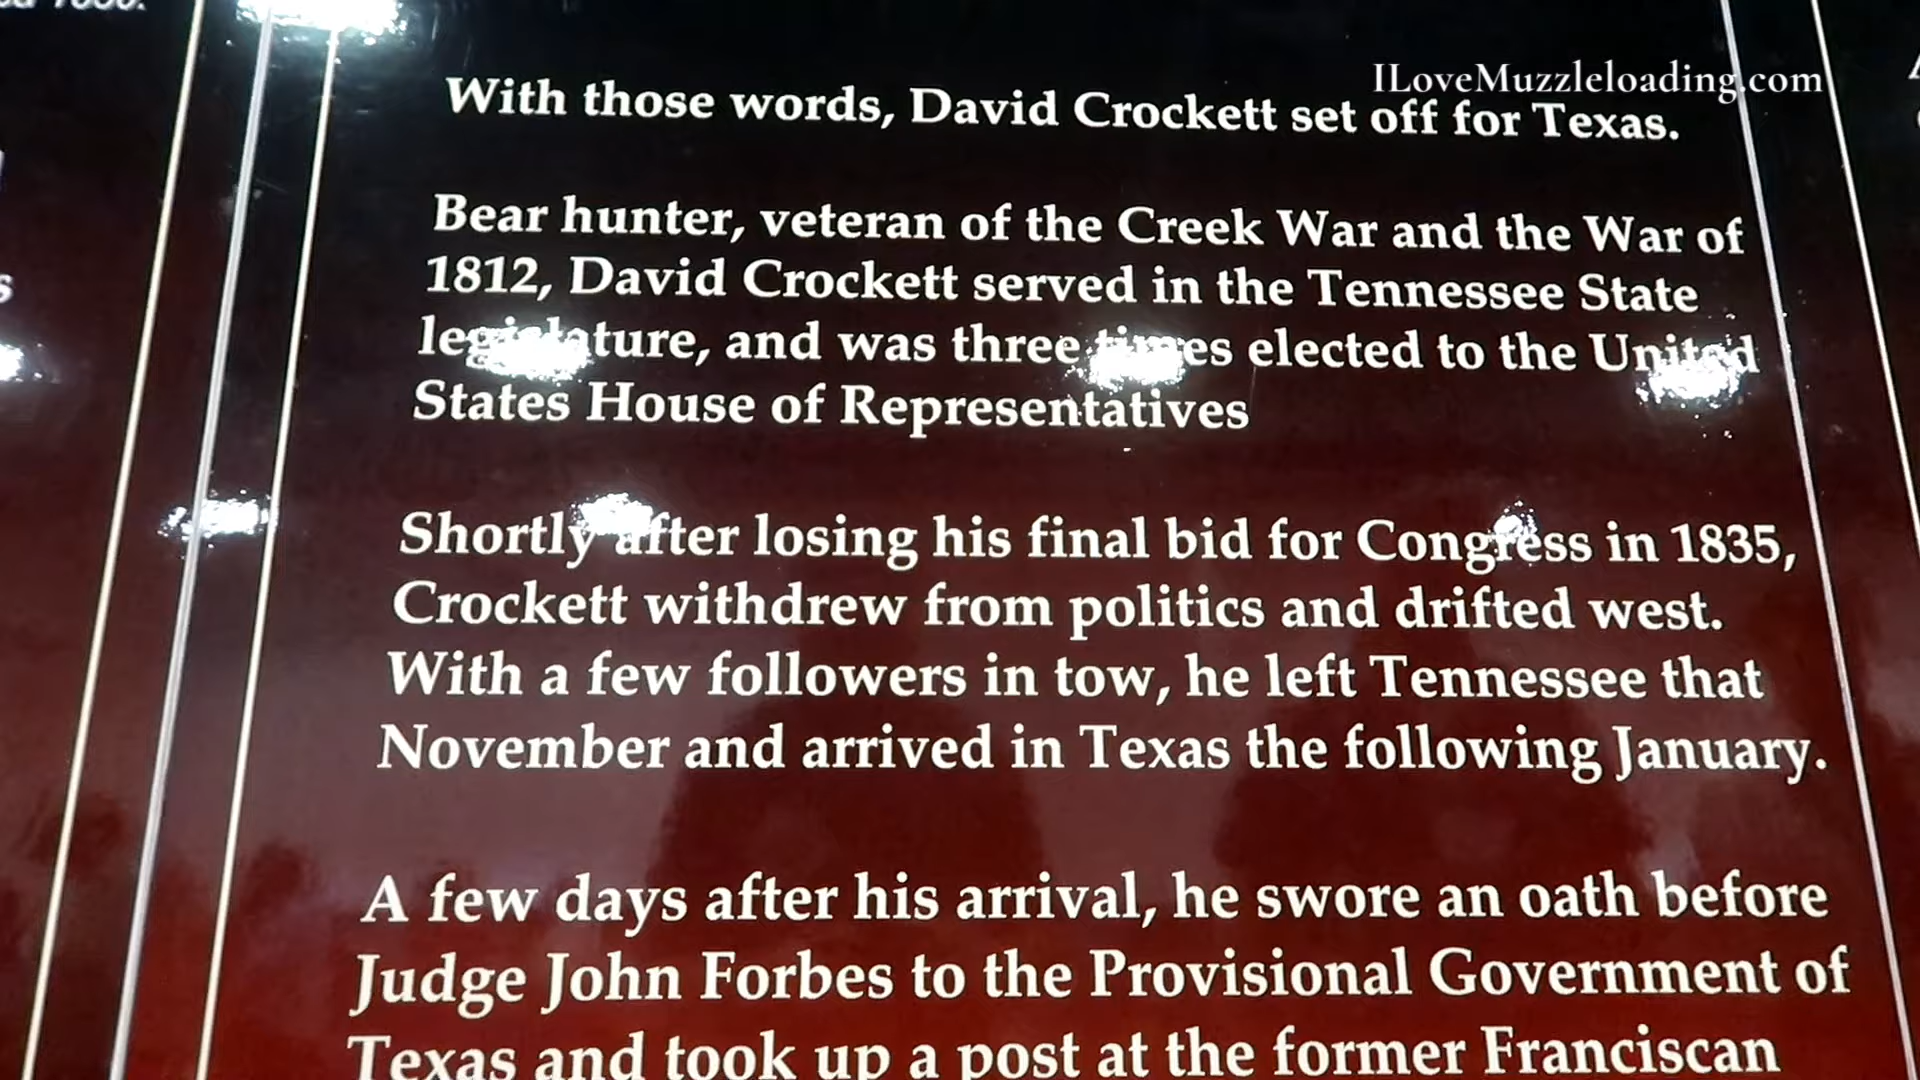 ILoveMuzzleloading.com
With those words, David Crockett set off for Texas.
Bear hunter, veteran of the Creek War and the War of
1812, David Crockett served in the Tennessee State
legislature, and was three times elected to the United
States House of Representatives
Shortly after losing his final bid for Congress in 1835,
Crockett withdrew from politics and drifted west.
With a few followers in tow, he left Tennessee that
November and arrived in Texas the following January.
A few days after his arrival, he swore an oath before
Judge John Forbes to the Provisional Government of
Texas and took up a post at the former Franciscan